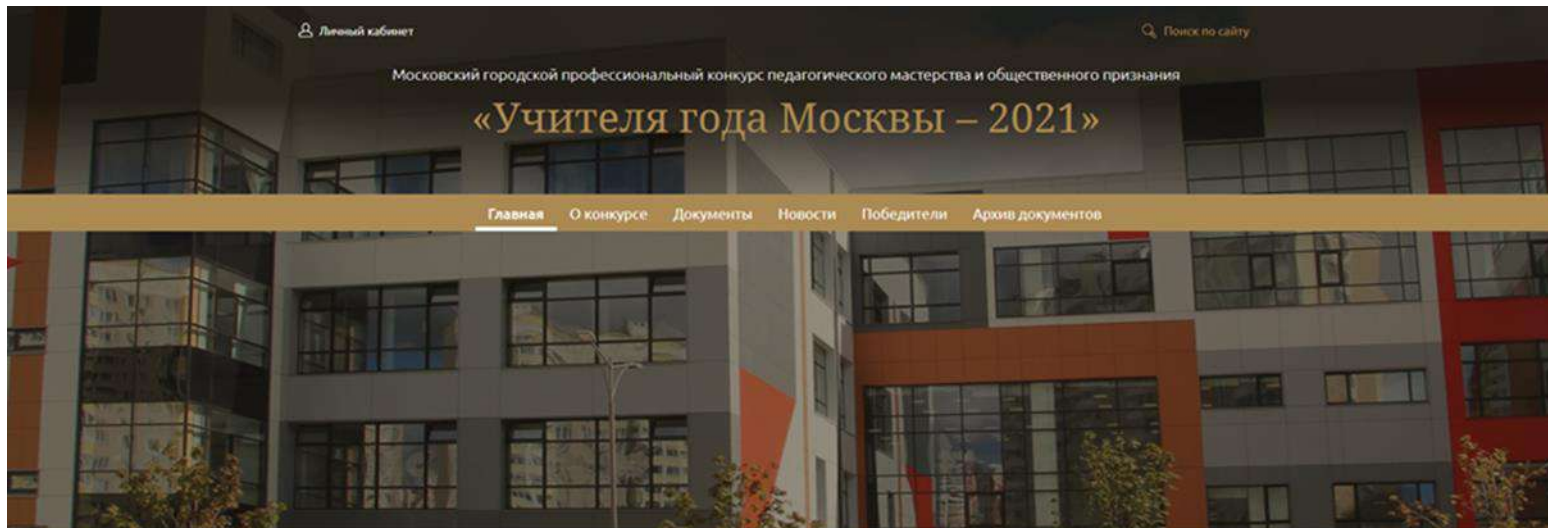 Личный кабинет
Поиск по сайту
Московский городской профессиональный конкурс педагогического мастерства и общественного признания
«Учителя года Москвы – 2021»
Главная О конкурсе Документы Новости Победители Архив документов